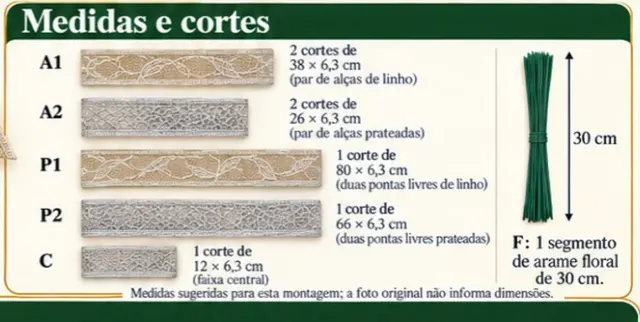 Medidas e cortes
A1
2 cortes de
38 × 6,3 cm
(par de alças de linho)
A2
2 cortes de
26 × 6,3 cm
(par de alças prateadas)
P1
1 corte de
80 × 6,3 cm
(duas pontas livres de linho)
P2
1 corte de
66 × 6,3 cm
(duas pontas livres prateadas)
C
1 corte de
12 × 6,3 cm
(faixa central)
30 cm
F: 1 segmento
de arame floral
de 30 cm.
Medidas sugeridas para esta montagem; a foto original não informa dimensões.